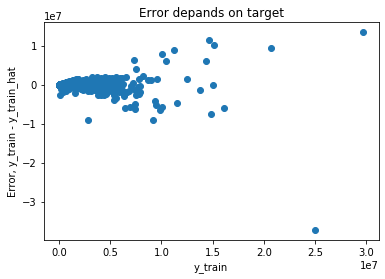 Error depands on target
1e7
1
0
−1
−2
−3
Error, y_train - y_train_hat
0.0 0.5 1.0 1.5 2.0 2.5 3.0
1e7
y_train